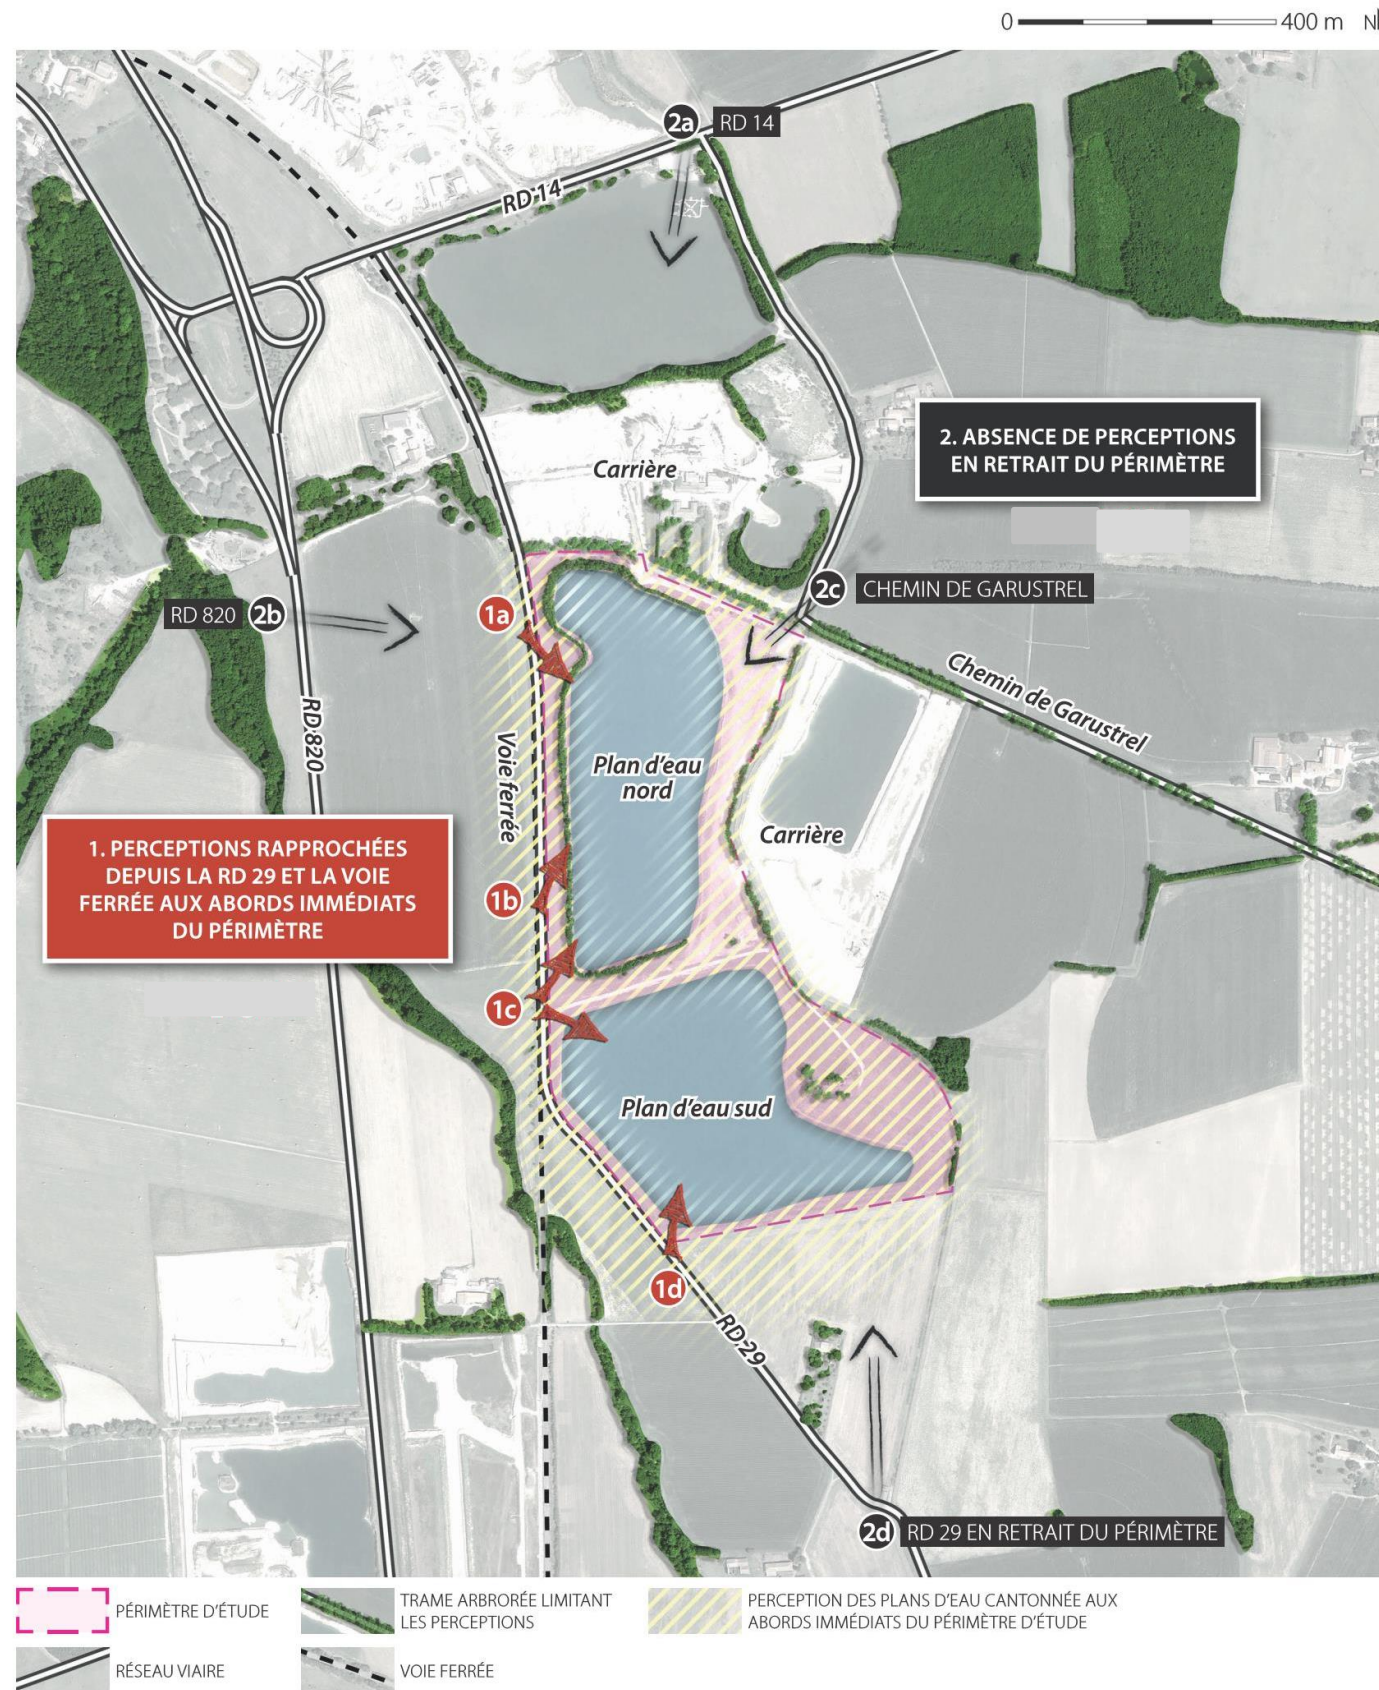 0 400 m N
2a RD 14
RD 14
2. ABSENCE DE PERCEPTIONS
EN RETRAIT DU PÉRIMÈTRE
Carrière
2c CHEMIN DE GARUSTREL
RD 820 2b
1a
Chemin de Garustrel
RD 820
Voie ferrée
Plan d'eau
nord
Carrière
1. PERCEPTIONS RAPPROCHÉES
DEPUIS LA RD 29 ET LA VOIE
FERRÉE AUX ABORDS IMMÉDIATS
DU PÉRIMÈTRE
1b
1c
Plan d'eau sud
1d
RD 29
2d RD 29 EN RETRAIT DU PÉRIMÈTRE
PÉRIMÈTRE D'ÉTUDE
TRAME ARBRORÉE LIMITANT
LES PERCEPTIONS
PERCEPTION DES PLANS D'EAU CANTONNÉE AUX
ABORDS IMMÉDIATS DU PÉRIMÈTRE D'ÉTUDE
RÉSEAU VIAIRE
VOIE FERRÉE